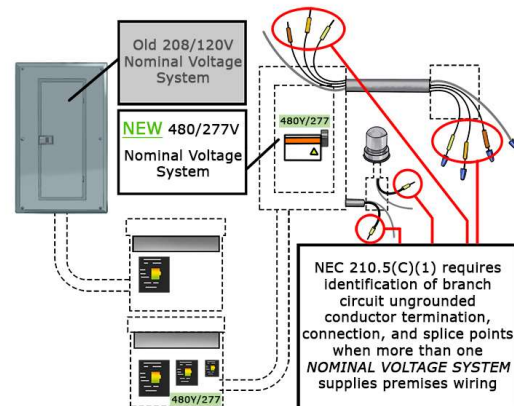 Old 208/120V
Nominal Voltage
System
NEW 480/277V
Nominal Voltage
System
480Y/277
480Y/277
NEC 210.5(C)(1) requires
identification of branch
circuit ungrounded
conductor termination,
connection, and splice points
when more than one
NOMINAL VOLTAGE SYSTEM
supplies premises wiring